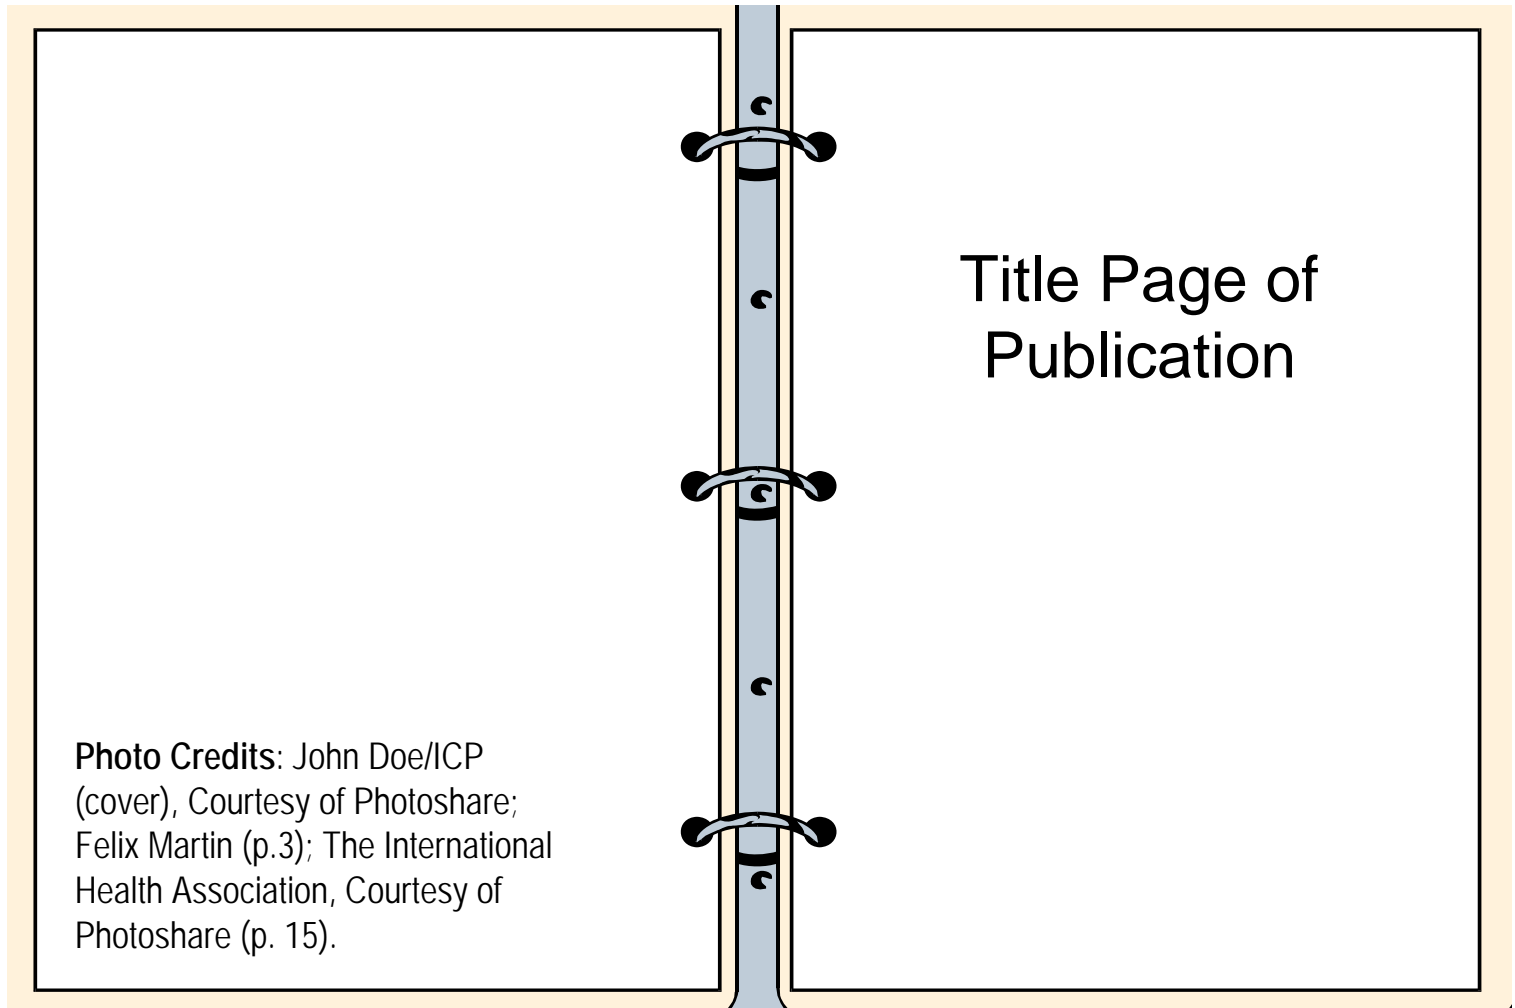 Photo Credits: John Doe/ICP
(cover), Courtesy of Photoshare;
Felix Martin (p.3); The International
Health Association, Courtesy of
Photoshare (p. 15).
Title Page of
Publication